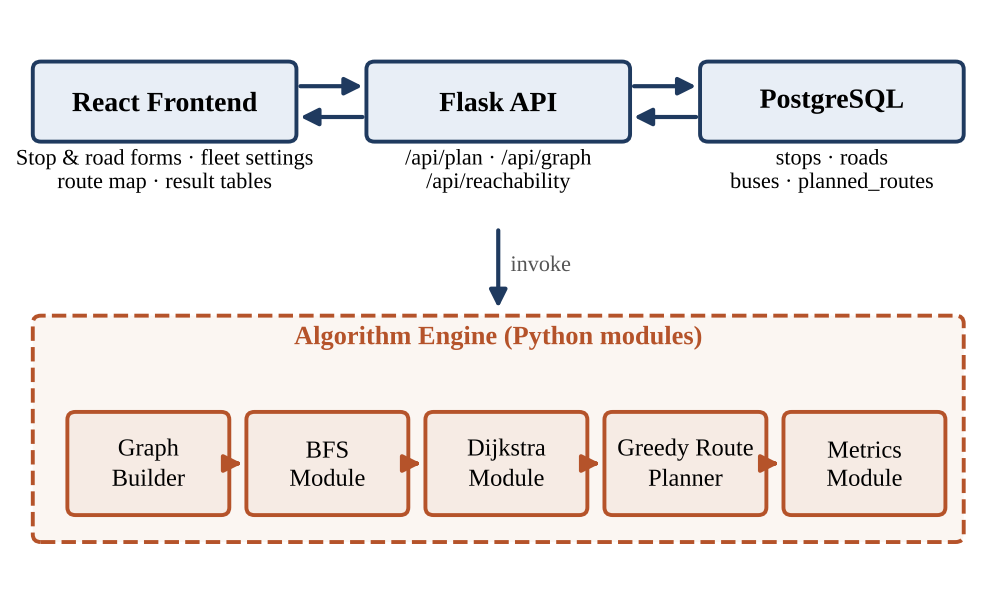 React Frontend
Flask API
PostgreSQL
Stop & road forms · fleet settings
route map · result tables
/api/plan · /api/graph
/api/reachability
stops · roads
buses · planned_routes
invoke
Algorithm Engine (Python modules)
Graph
Builder
BFS
Module
Dijkstra
Module
Greedy Route
Planner
Metrics
Module